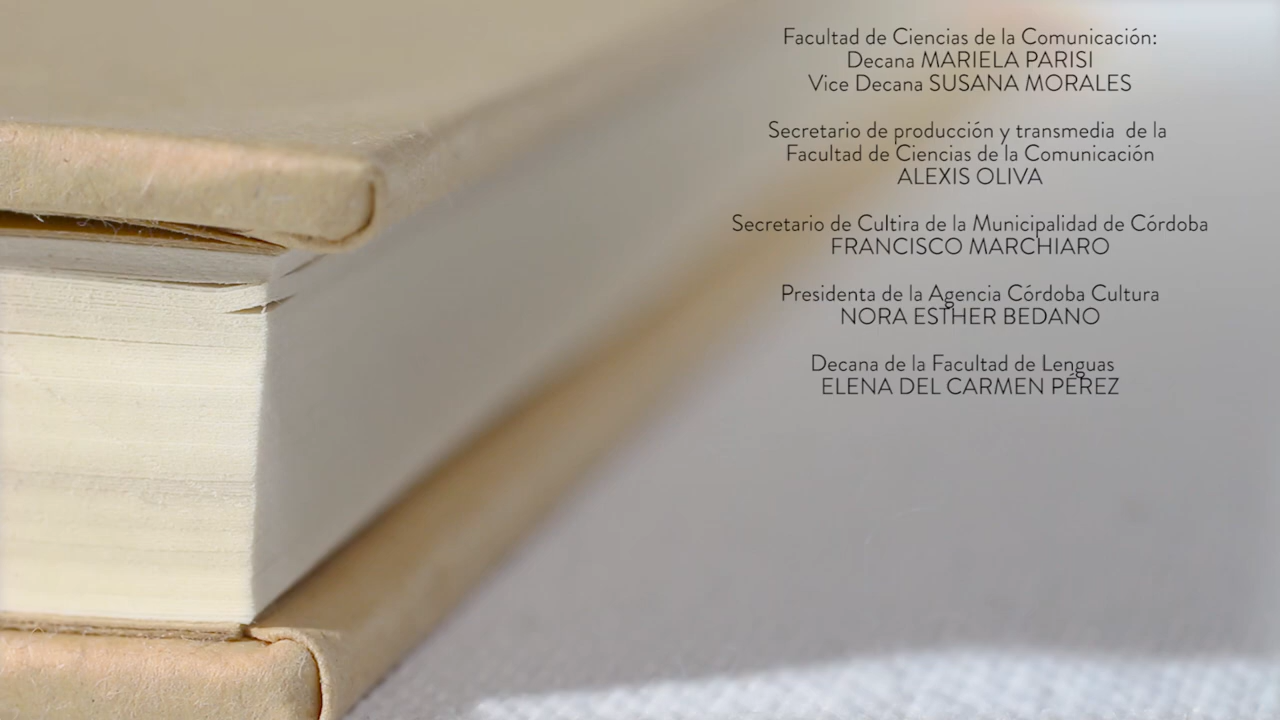 Facultad de Ciencias de la Comunicación:
Decana MARIELA PARISI
Vice Decana SUSANA MORALES
Secretario de producción y transmedia de la
Facultad de Ciencias de la Comunicación
ALEXIS OLIVA
Secretario de Cultira de la Municipalidad de Córdoba
FRANCISCO MARCHIARO
Presidenta de la Agencia Córdoba Cultura
NORA ESTHER BEDANO
Decana de la Facultad de Lenguas
ELENA DEL CARMEN PÉREZ